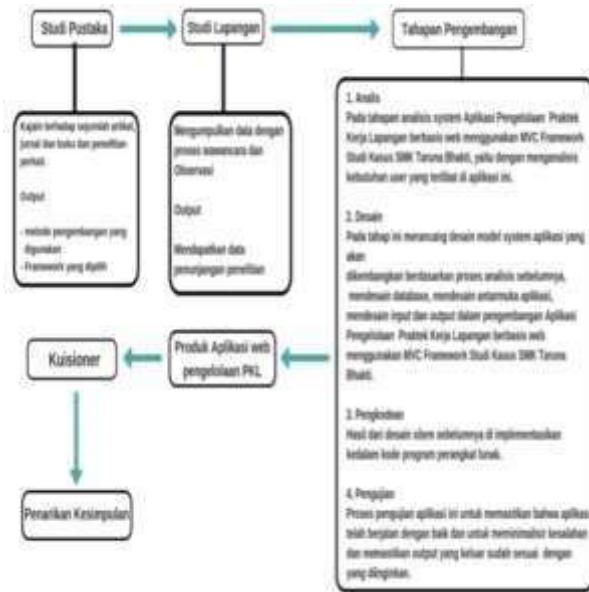 Studi Pustaka
Studi Lapangan
Tahapan Pengembangan
Kajain terhadap sejumlah artikel,
jurnal dan buku dan penelitian
perihal.
Output
- metode pengembangan yang
digunakan
- Framework yang dipilih
Mengumpulkan data dengan
proses wawancara dan
Observasi
Output
Mendapatkan data
penunjangan penelitian
1. Analis
Pada tahapan analisis system Aplikasi Pengelolaan Praktek
Kerja Lapangan berbasis web menggunakan MVC Framework
Studi Kasus SMK Taruna Bhakti, yaitu dengan menganalisis
kebutuhan user yang terlibat di aplikasi ini.
2. Desain
Pada tahap ini merancang desain model system aplikasi yang
akan
dikembangkan berdasarkan proses analisis sebelumnya,
mendesain database, mendesain antarmuka aplikasi,
mendesain input dan output dalam pengembangan Aplikasi
Pengelolaan Praktek Kerja Lapangan berbasis web
menggunakan MVC Framework Studi Kasus SMK Taruna
Bhakti.
3. Pengkodean
Hasil dari desain sitem sebelumnya di implementasikan
kedalam kode program perangkat lunak.
4. Pengujian
Proses pengujian aplikasi ini untuk memastikan bahwa aplikasi
telah berjalan dengan baik dan untuk meminimalisir kesalahan
dan memastikan output yang keluar sudah sesuai dengan
yang diinginkan.
Produk Aplikasi web
pengelolaan PKL
Kuisioner
Penarikan Kesimpulan